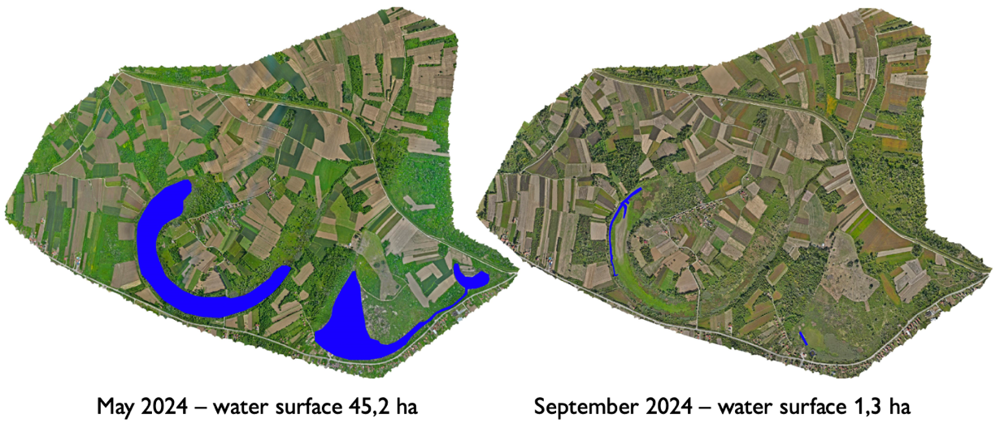 May 2024 – water surface 45,2 ha
September 2024 – water surface 1,3 ha